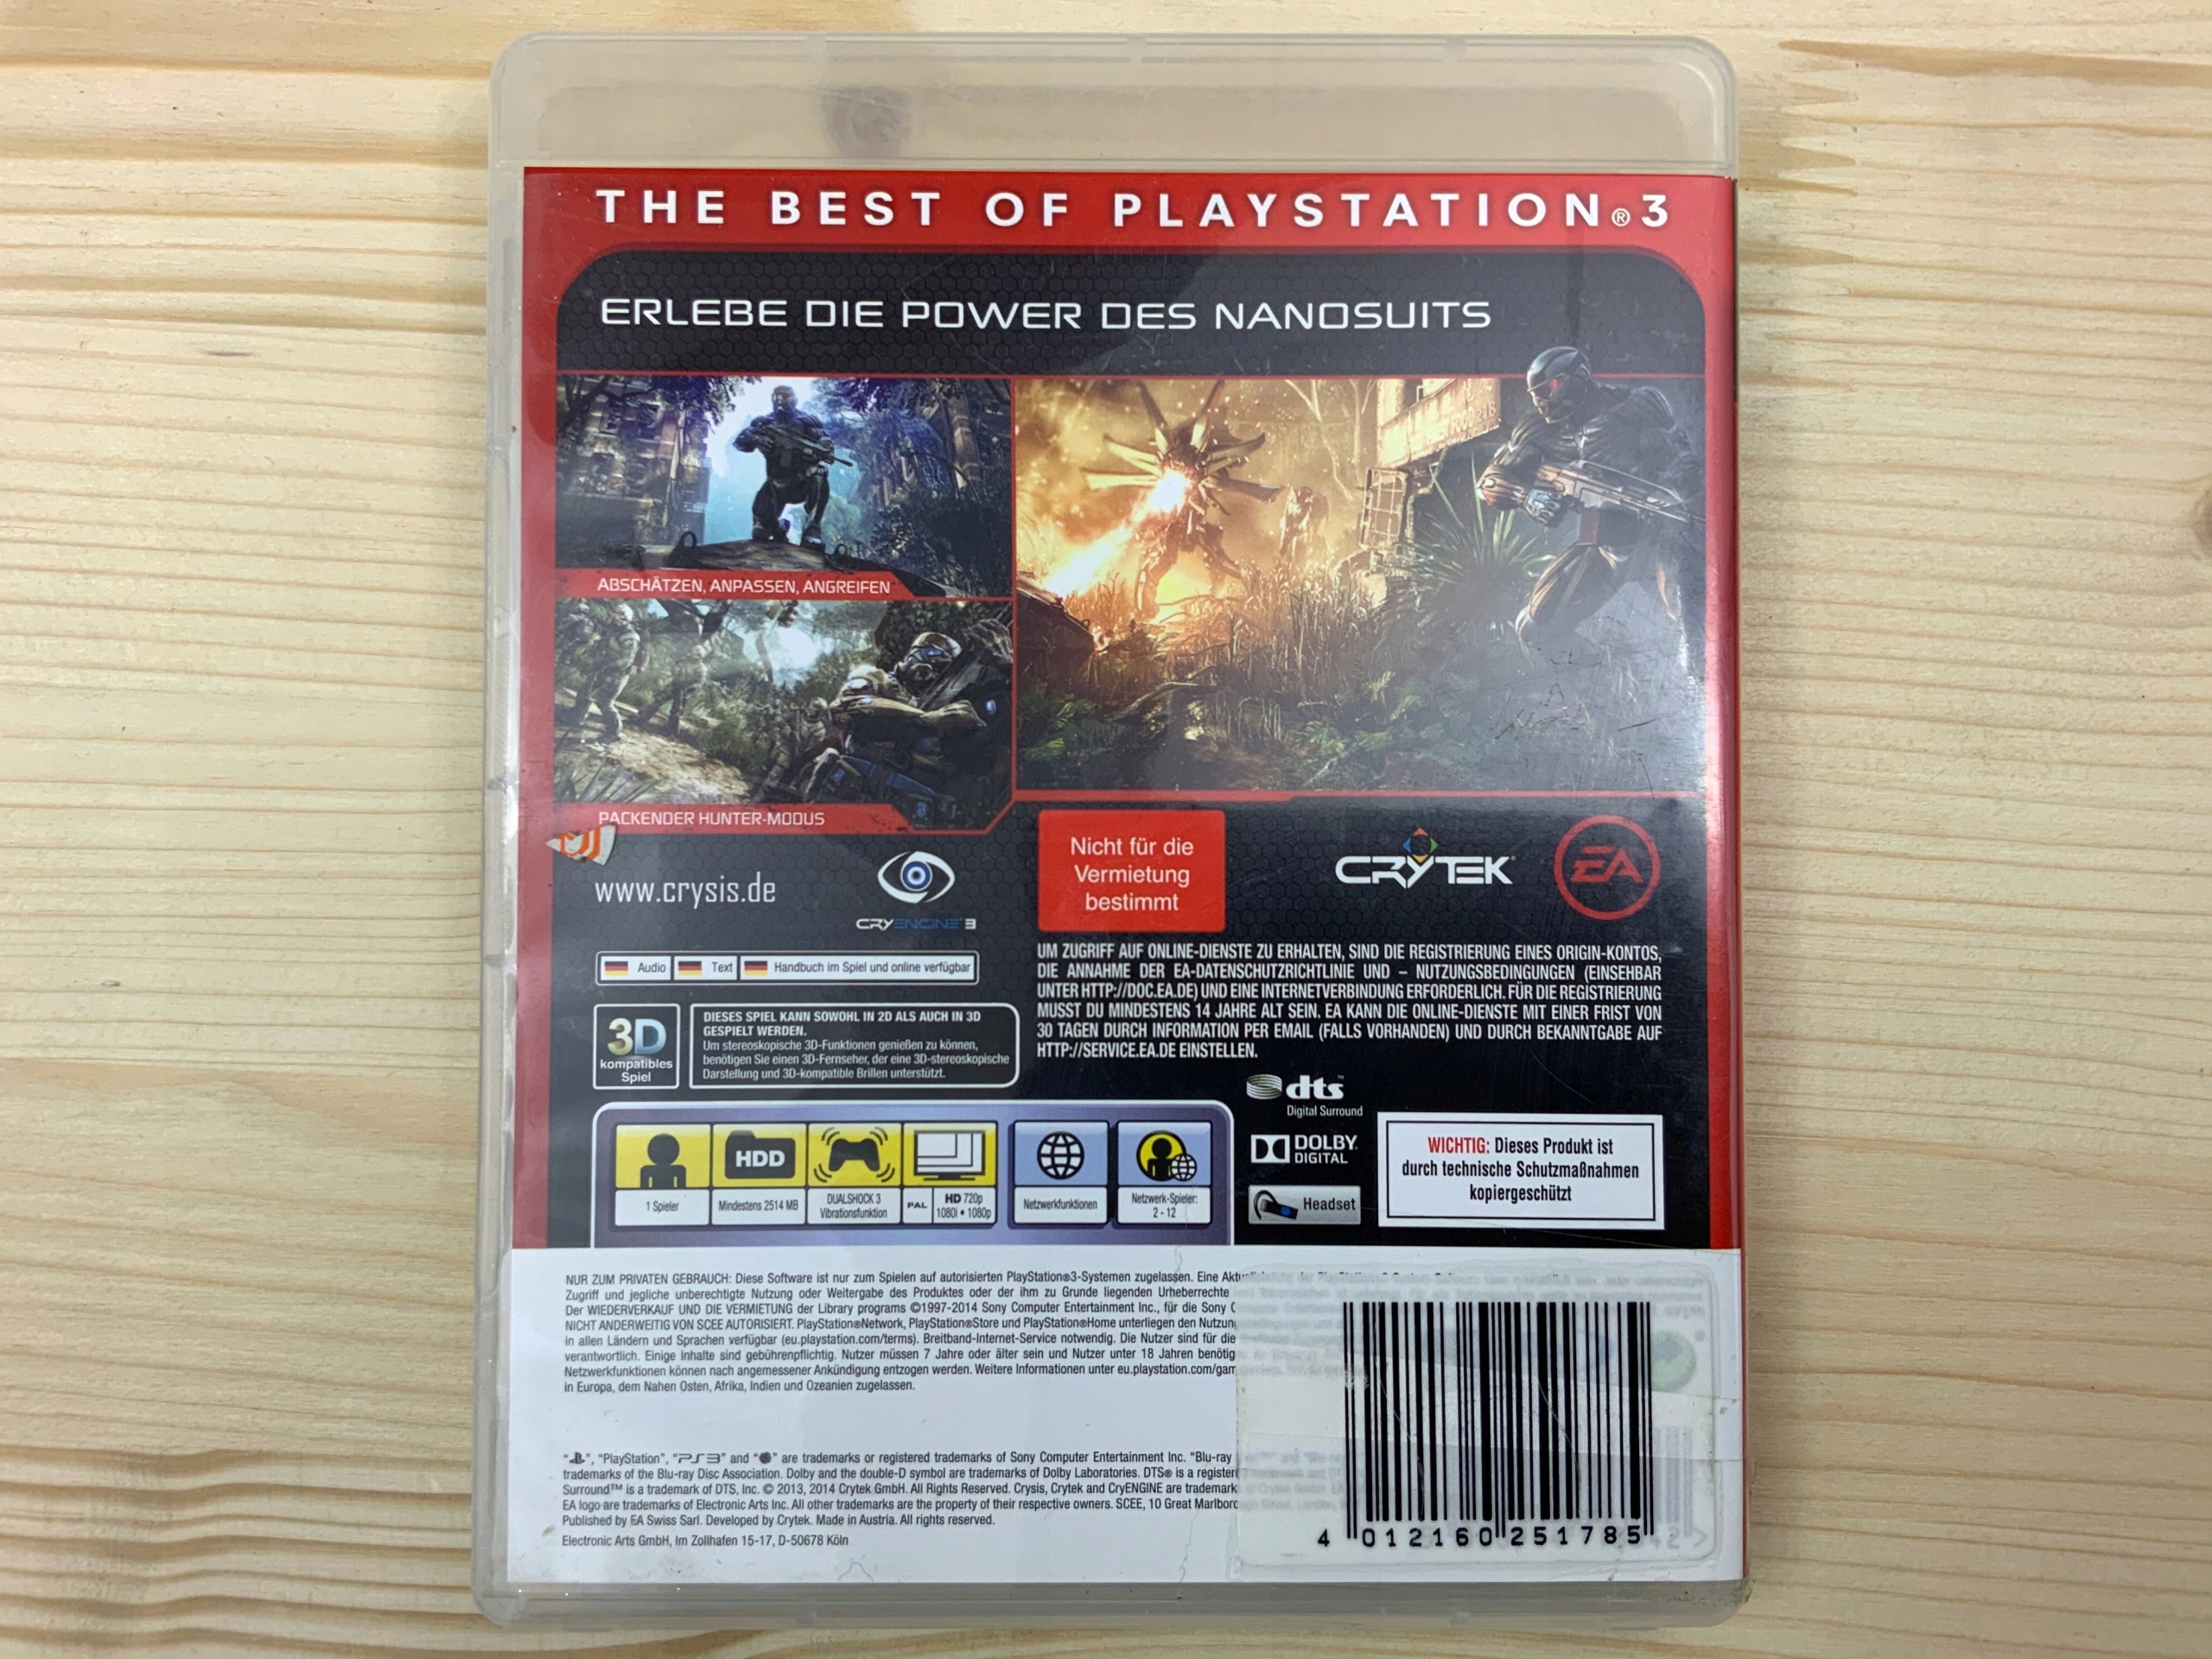 THE BEST OF PLAYSTATION®3
ERLEBE DIE POWER DES NANOSUITS
ABSCHÄTZEN, ANPASSEN, ANGREIFEN
PACKENDER HUNTER-MODUS
www.crysis.de
CRYENGINE® 3
Nicht für die
Vermietung
bestimmt
CRYTEK
EA
Audio
Text
Handbuch im Spiel und online verfügbar
3D
kompatibles
Spiel
DIESES SPIEL KANN SOWOHL IN 2D ALS AUCH IN 3D
GESPIELT WERDEN.
Um stereoskopische 3D-Funktionen genießen zu können,
benötigen Sie einen 3D-Fernseher, der eine 3D-stereoskopische
Darstellung und 3D-kompatible Brillen unterstützt.
UM ZUGRIFF AUF ONLINE-DIENSTE ZU ERHALTEN, SIND DIE REGISTRIERUNG EINES ORIGIN-KONTOS,
DIE ANNAHME DER EA-DATENSCHUTZRICHTLINIE UND – NUTZUNGSBEDINGUNGEN (EINSEHBAR
UNTER HTTP://DOC.EA.DE) UND EINE INTERNETVERBINDUNG ERFORDERLICH. FÜR DIE REGISTRIERUNG
MUSST DU MINDESTENS 14 JAHRE ALT SEIN. EA KANN DIE ONLINE-DIENSTE MIT EINER FRIST VON
30 TAGEN DURCH INFORMATION PER EMAIL (FALLS VORHANDEN) UND DURCH BEKANNTGABE AUF
HTTP://SERVICE.EA.DE EINSTELLEN.
dts
Digital Surround
DOLBY
DIGITAL
Headset
WICHTIG: Dieses Produkt ist
durch technische Schutzmaßnahmen
kopiergeschützt
HDD
1 Spieler
Mindestens 2514 MB
DUALSHOCK 3
Vibrationsfunktion
PAL
HD 720p
1080i • 1080p
Netzwerkfunktionen
Netzwerk-Spieler:
2 - 12
NUR ZUM PRIVATEN GEBRAUCH: Diese Software ist nur zum Spielen auf autorisierten PlayStation®3-Systemen zugelassen. Eine
Zugriff und jegliche unberechtigte Nutzung oder Weitergabe des Produktes oder der ihm zu Grunde liegenden Urheberrechte
Der WIEDERVERKAUF UND DIE VERMIETUNG der Library programs ©1997-2014 Sony Computer Entertainment Inc., für die Sony
NICHT ANDERWEITIG VON SCEE AUTORISIERT. PlayStation®Network, PlayStation®Store und PlayStation®Home unterliegen den
in allen Ländern und Sprachen verfügbar (eu.playstation.com/terms). Breitband-Internet-Service notwendig. Die Nutzer sind für die
verantwortlich. Einige Inhalte sind gebührenpflichtig. Nutzer müssen 7 Jahre oder älter sein und Nutzer unter 18 Jahren
Netzwerkfunktionen können nach angemessener Ankündigung entzogen werden. Weitere Informationen unter eu.playstation.com/gam
in Europa, dem Nahen Osten, Afrika, Indien und Ozeanien zugelassen.
“ ”, “PlayStation”, “PS3” and “ ” are trademarks or registered trademarks of Sony Computer Entertainment Inc. “Blu-ray
trademarks of the Blu-ray Disc Association. Dolby and the double-D symbol are trademarks of Dolby Laboratories. DTS® is a
Surround™ is a trademark of DTS, Inc. © 2013, 2014 Crytek GmbH. All Rights Reserved. Crysis, Crytek and CryENGINE are
EA logo are trademarks of Electronic Arts Inc. All other trademarks are the property of their respective owners. SCEE, 10 Great
Published by EA Swiss Sarl. Developed by Crytek. Made in Austria. All rights reserved.
Electronic Arts GmbH, Im Zollhafen 15-17, D-50678 Köln
4 012160 251785